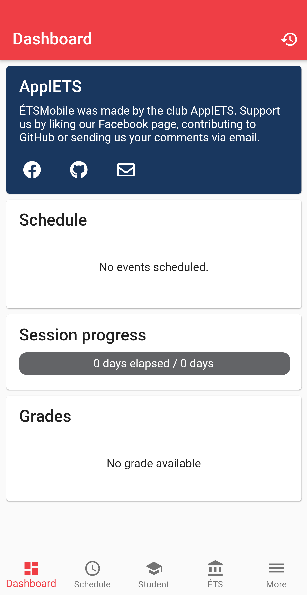 Dashboard
ApplETS
ÉTSMobile was made by the club ApplETS. Support
us by liking our Facebook page, contributing to
GitHub or sending us your comments via email.
Schedule
No events scheduled.
Session progress
0 days elapsed / 0 days
Grades
No grade available
Dashboard
Schedule
Student
ÉTS
More